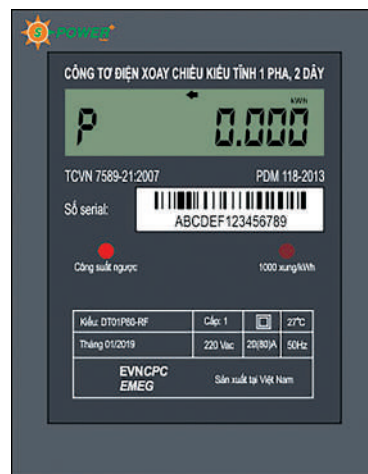 S POWER
CÔNG TƠ ĐIỆN XOAY CHIỀU KIỂU TĨNH 1 PHA, 2 DÂY
kWh
P 0.000
TCVN 7589-21:2007 PDM 118-2013
Số serial:
ABCDEF123456789
Công suất ngược 1000 xung/kWh
Kiểu: DT01P80-RF Cấp: 1 27°C
Tháng 01/2019 220 Vac 20(80)A 50Hz
EVNCPC
EMEG
Sản xuất tại Việt Nam